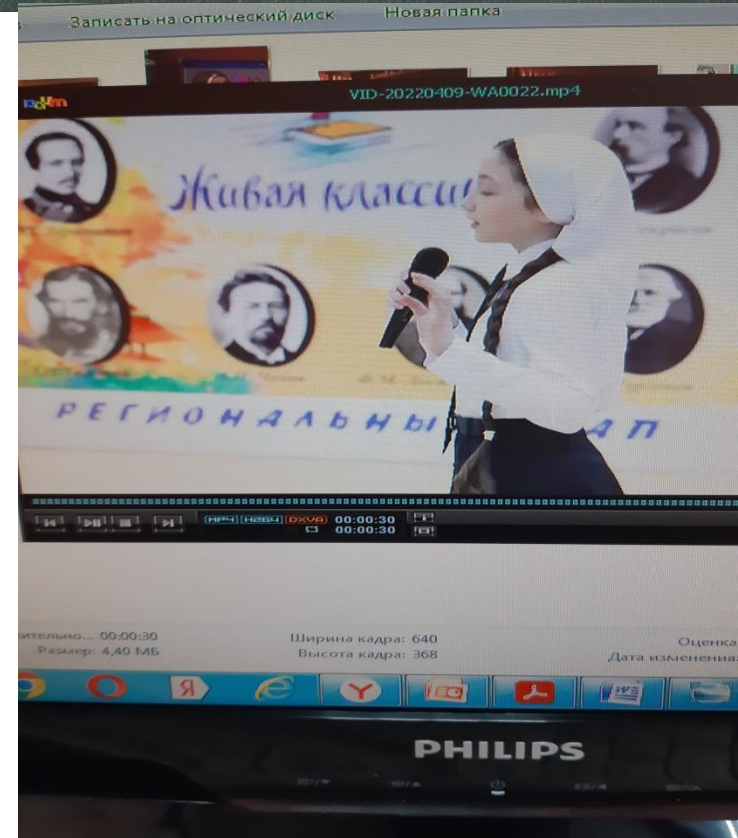 Записать на оптический диск Новая папка
VID-20220409-WA0022.mp4
Живая класси
РЕГИОНАЛЬНЫ АП
MP4 H264 DXVA 00:00:30
00:00:30
00:00:30
Ширина кадра: 640
Оценка
Размер: 4,40 МБ
Высота кадра: 368
Дата изменения:
PHILIPS